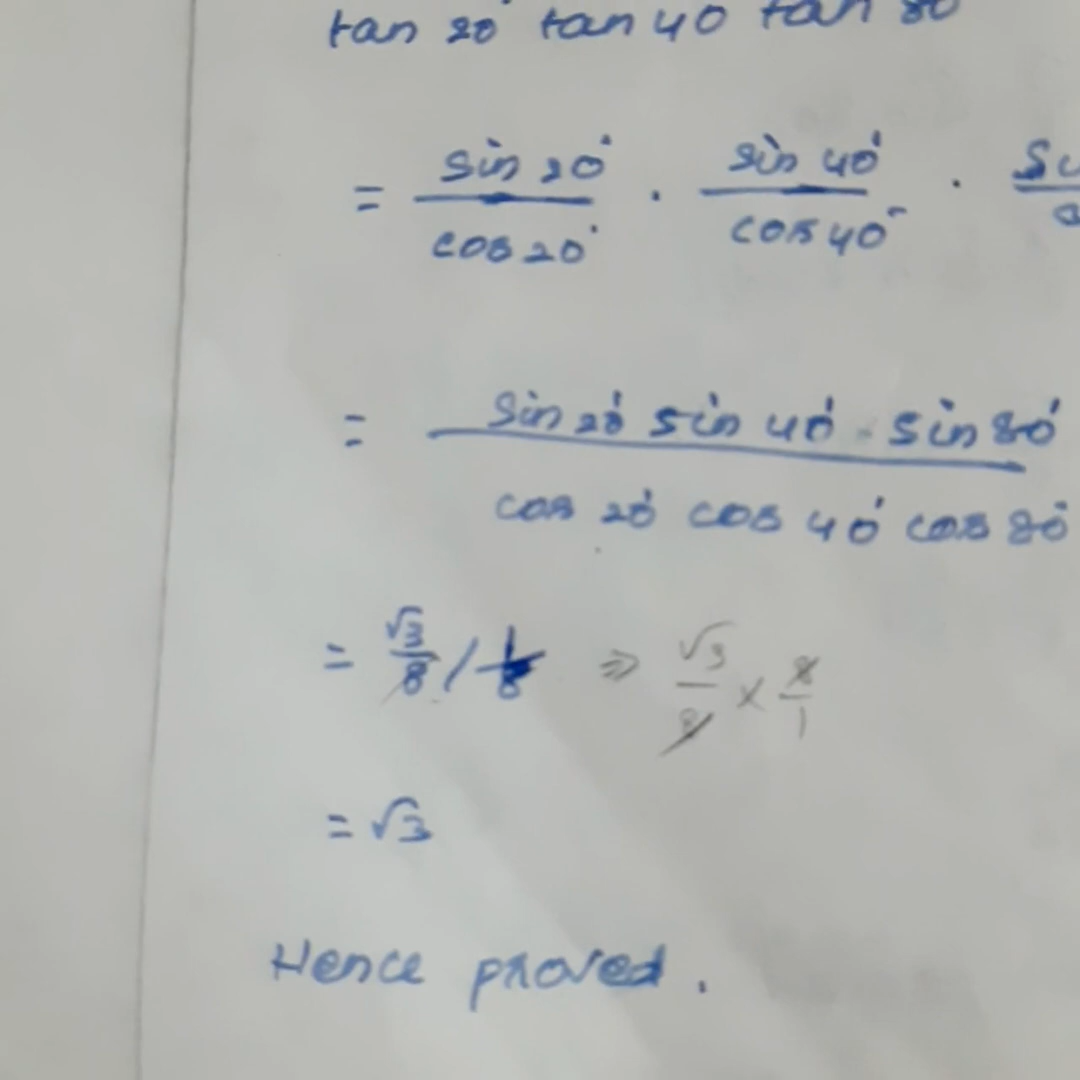 tan 20° tan 40 tan 80
= sin 20° / cos 20° · sin 40° / cos 40° ·
= sin 20° sin 40° · sin 80° / cos 20° cos 40° cos 80°
= √3/8 / 1/8 ⇒ √3/8 × 8/1
= √3
Hence proved.